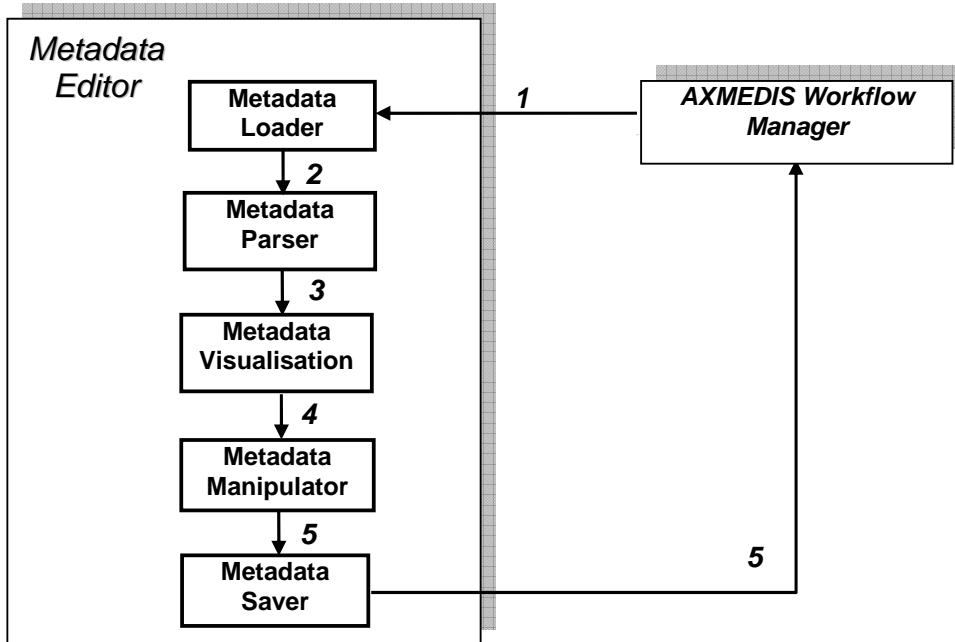 Metadata
Editor
Metadata
Loader
1
AXMEDIS Workflow
Manager
2
Metadata
Parser
3
Metadata
Visualisation
4
Metadata
Manipulator
5
Metadata
Saver
5